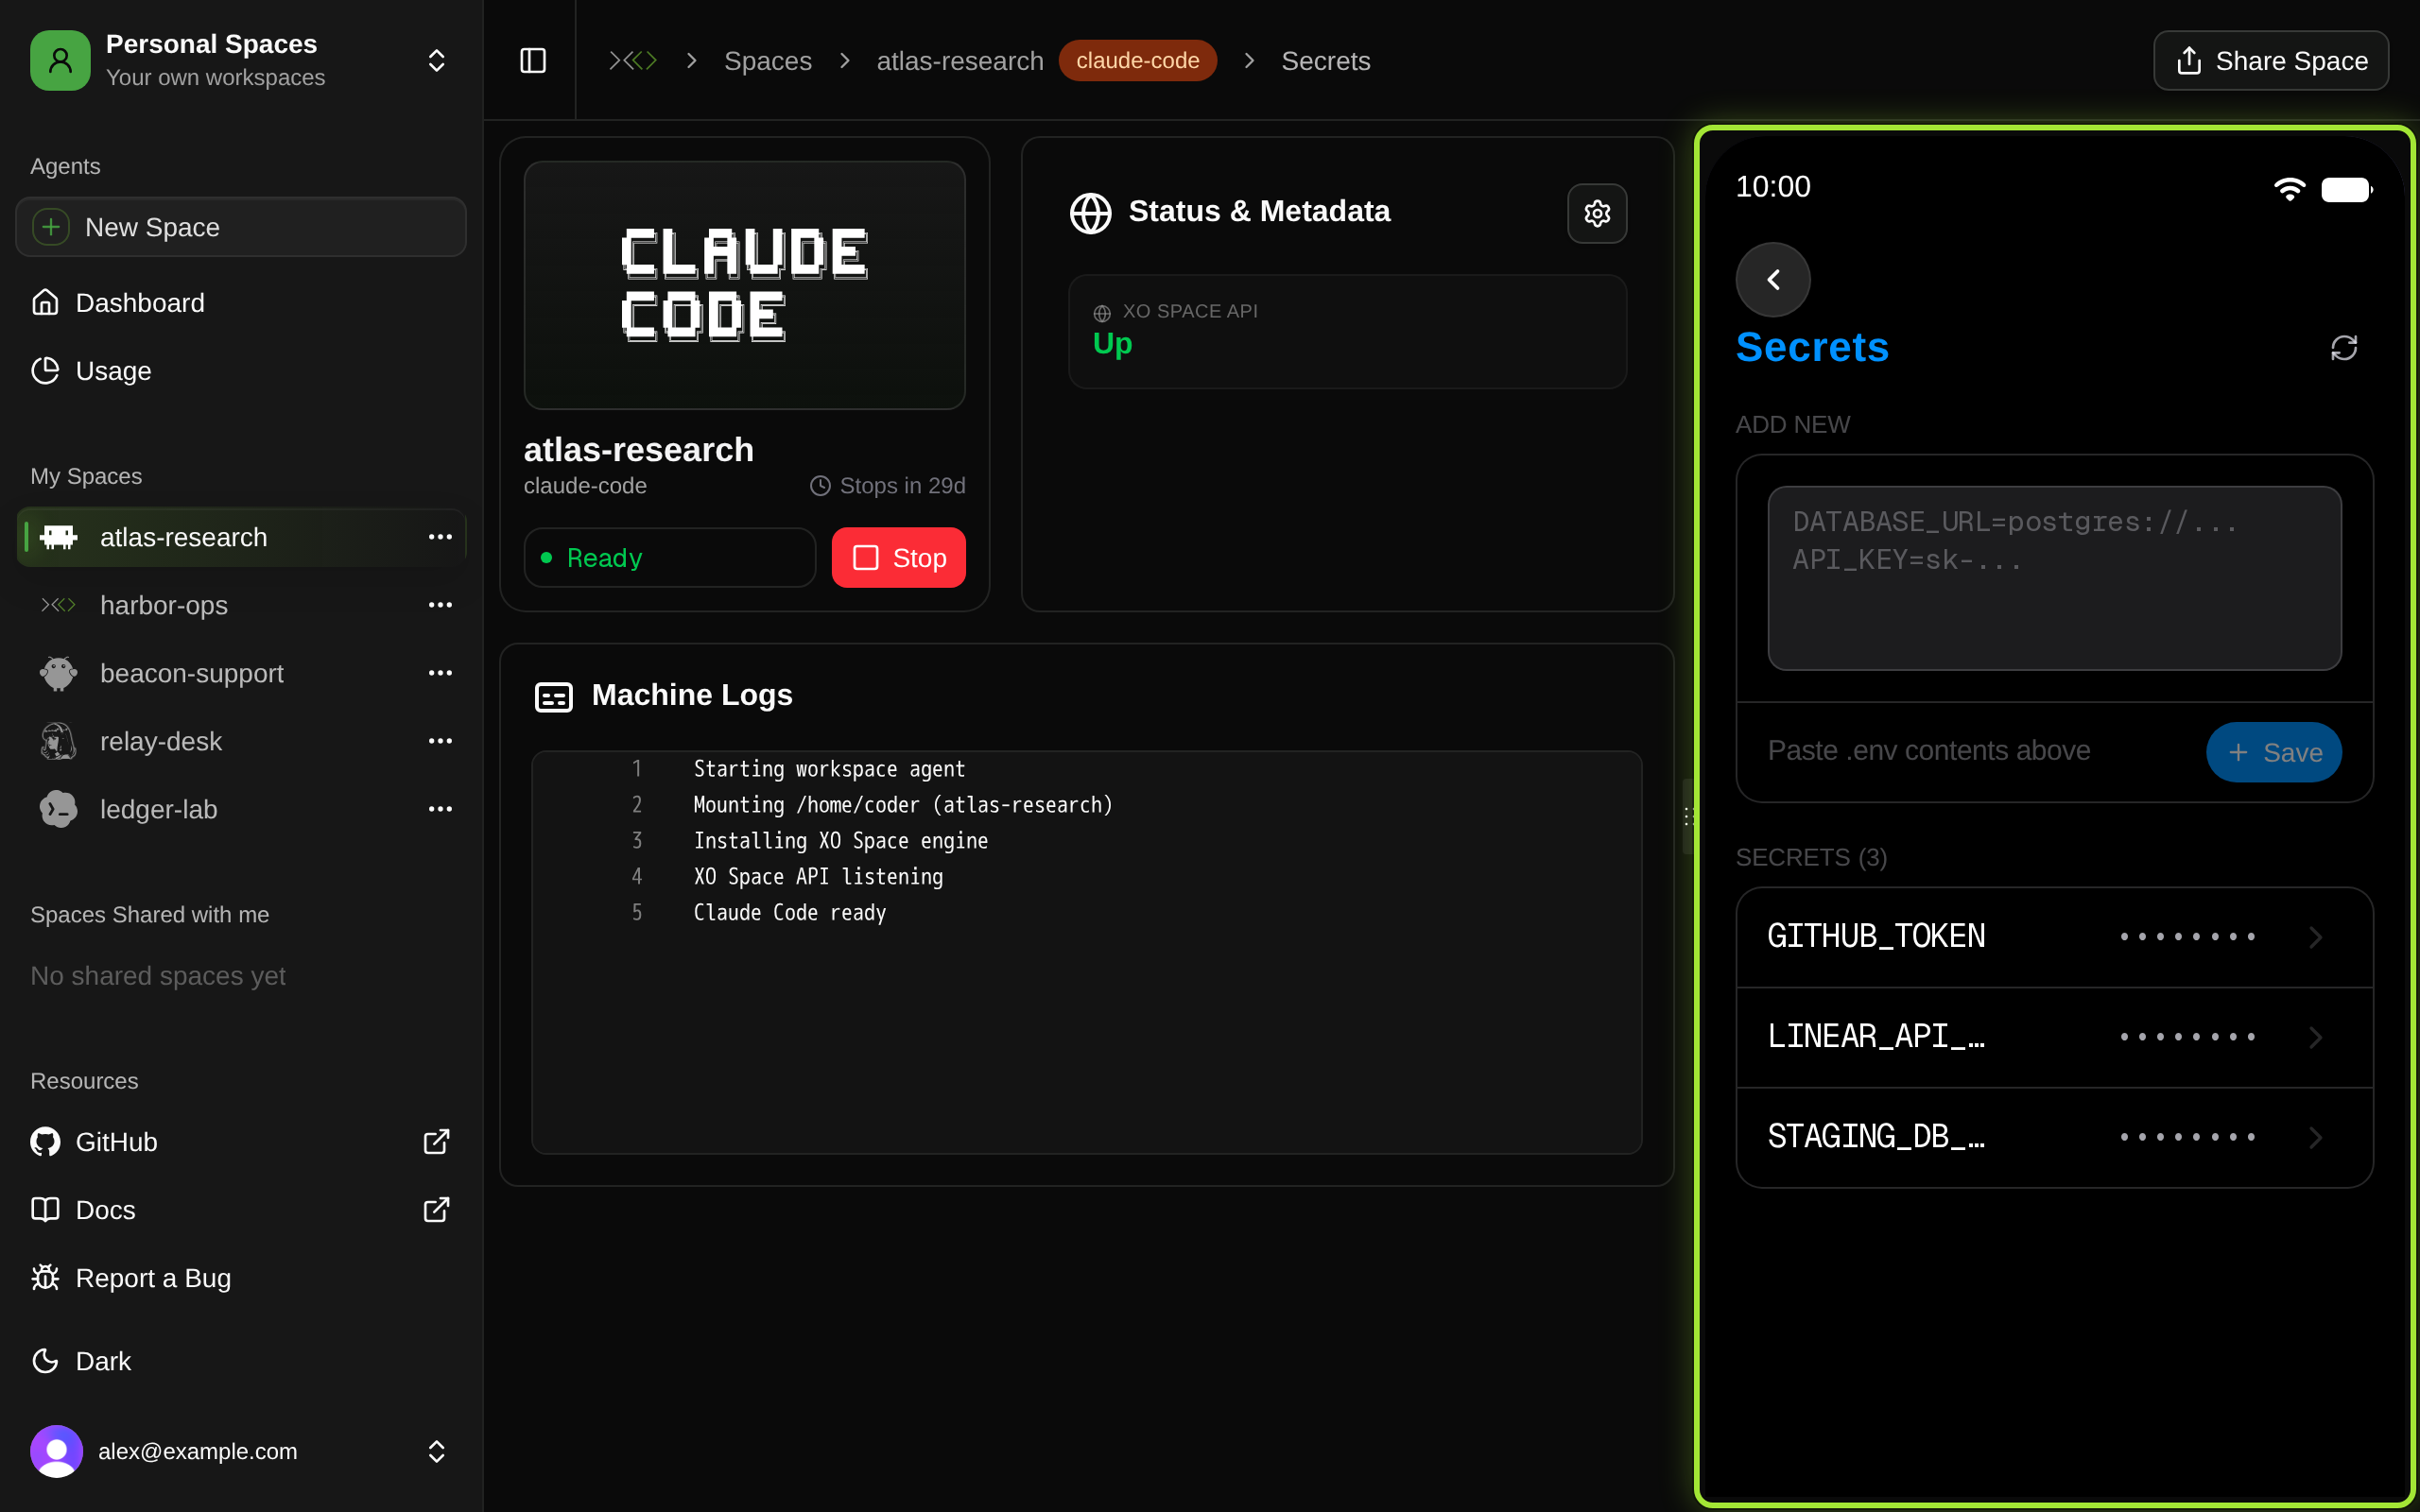 Personal Spaces
Your own workspaces
Agents
New Space
Dashboard
Usage
My Spaces
atlas-research
harbor-ops
beacon-support
relay-desk
ledger-lab
Spaces Shared with me
No shared spaces yet
Resources
GitHub
Docs
Report a Bug
Dark
alex@example.com
Spaces
atlas-research
claude-code
Secrets
Share Space
CLAUDE
CODE
atlas-research
claude-code
Stops in 29d
Ready
Stop
Status & Metadata
XO SPACE API
Up
Machine Logs
1 Starting workspace agent
2 Mounting /home/coder (atlas-research)
3 Installing XO Space engine
4 XO Space API listening
5 Claude Code ready
10:00
Secrets
ADD NEW
DATABASE_URL=postgres://...
API_KEY=sk-...
Paste .env contents above
Save
SECRETS (3)
GITHUB_TOKEN ••••••••
LINEAR_API_… ••••••••
STAGING_DB_… ••••••••